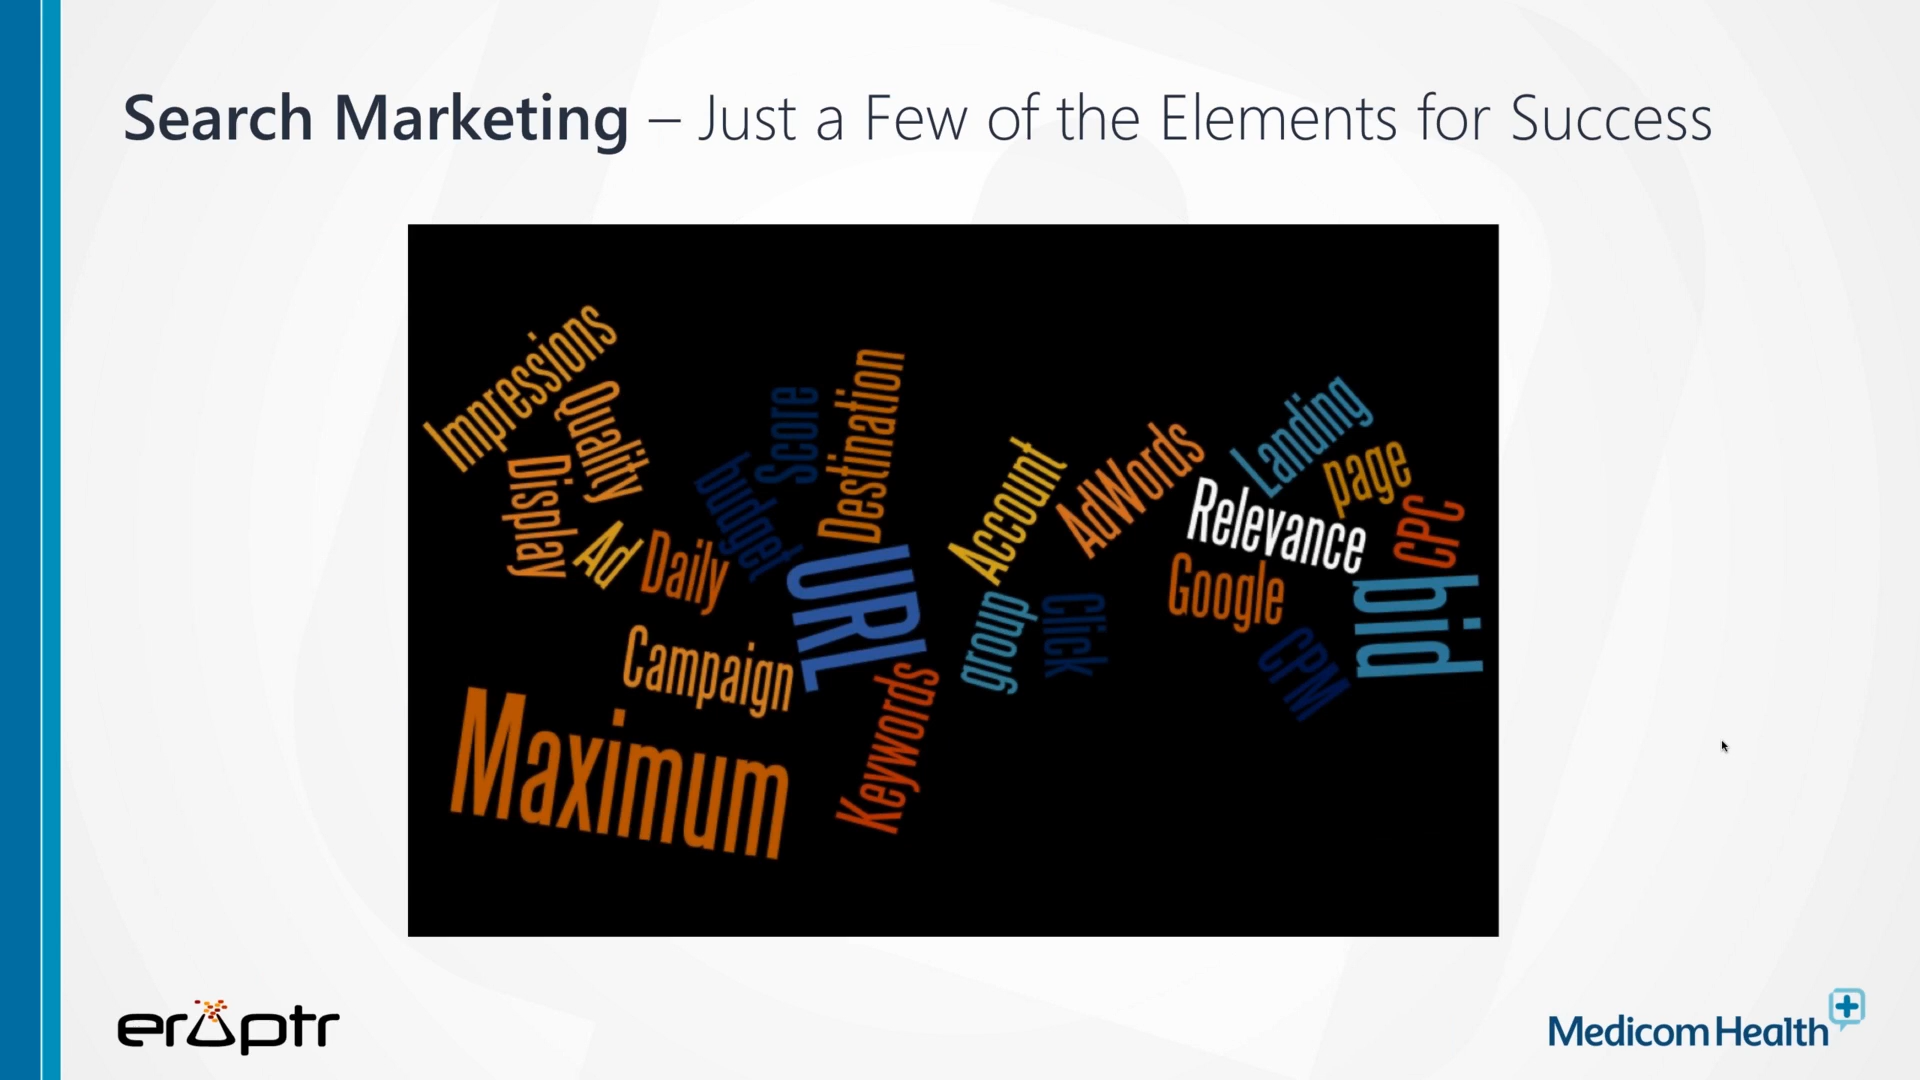 Search Marketing – Just a Few of the Elements for Success
Impressions
Quality
Display
Ad
Daily
budget
Score
Destination
URL
Campaign
Maximum
Keywords
Account
group
Click
AdWords
Landing
page
Relevance
CPC
Google
bid
CPM
eruptr
Medicom Health